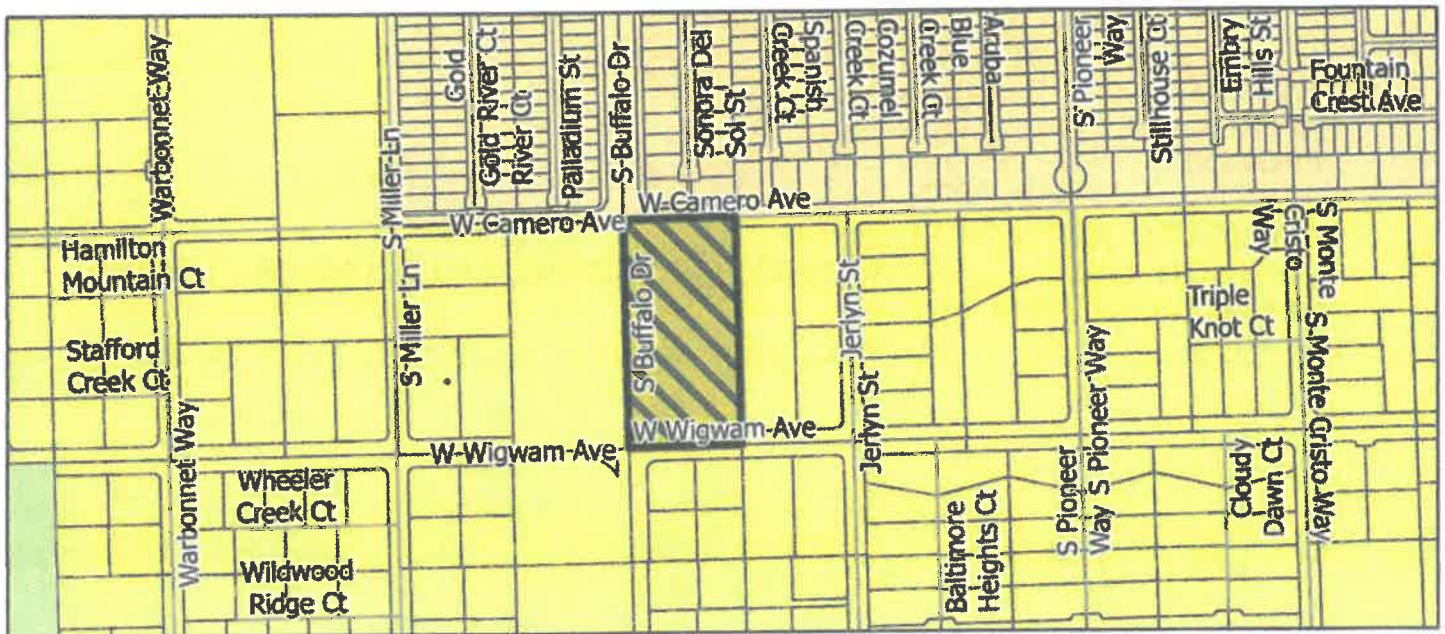 Warbonnet Way
S Miller Ln
Gold
Gold River Ct
River Ct
Palladium St
S Buffalo Dr
Sonora Del
Sol St
Spanish
Creek Ct
Cozumel
Creek Ct
Blue
Creek Ct
Aruba
S Pioneer
Way
Stillhouse Ct
Embry
Hills St
Fountain
Crest Ave
W Camero Ave
W Camero Ave
Hamilton
Mountain Ct
Stafford
Creek Ct
S Miller Ln
S Buffalo Dr
Jerlyn St
Jerlyn St
S Pioneer Way
Triple
Knot Ct
S Monte
Cristo
Way
S Monte Cristo Way
W Wigwam Ave
W Wigwam Ave
Warbonnet Way
Wheeler
Creek Ct
Wildwood
Ridge Ct
Baltimore
Heights Ct
S Pioneer
Way
Cloudy
Dawn Ct